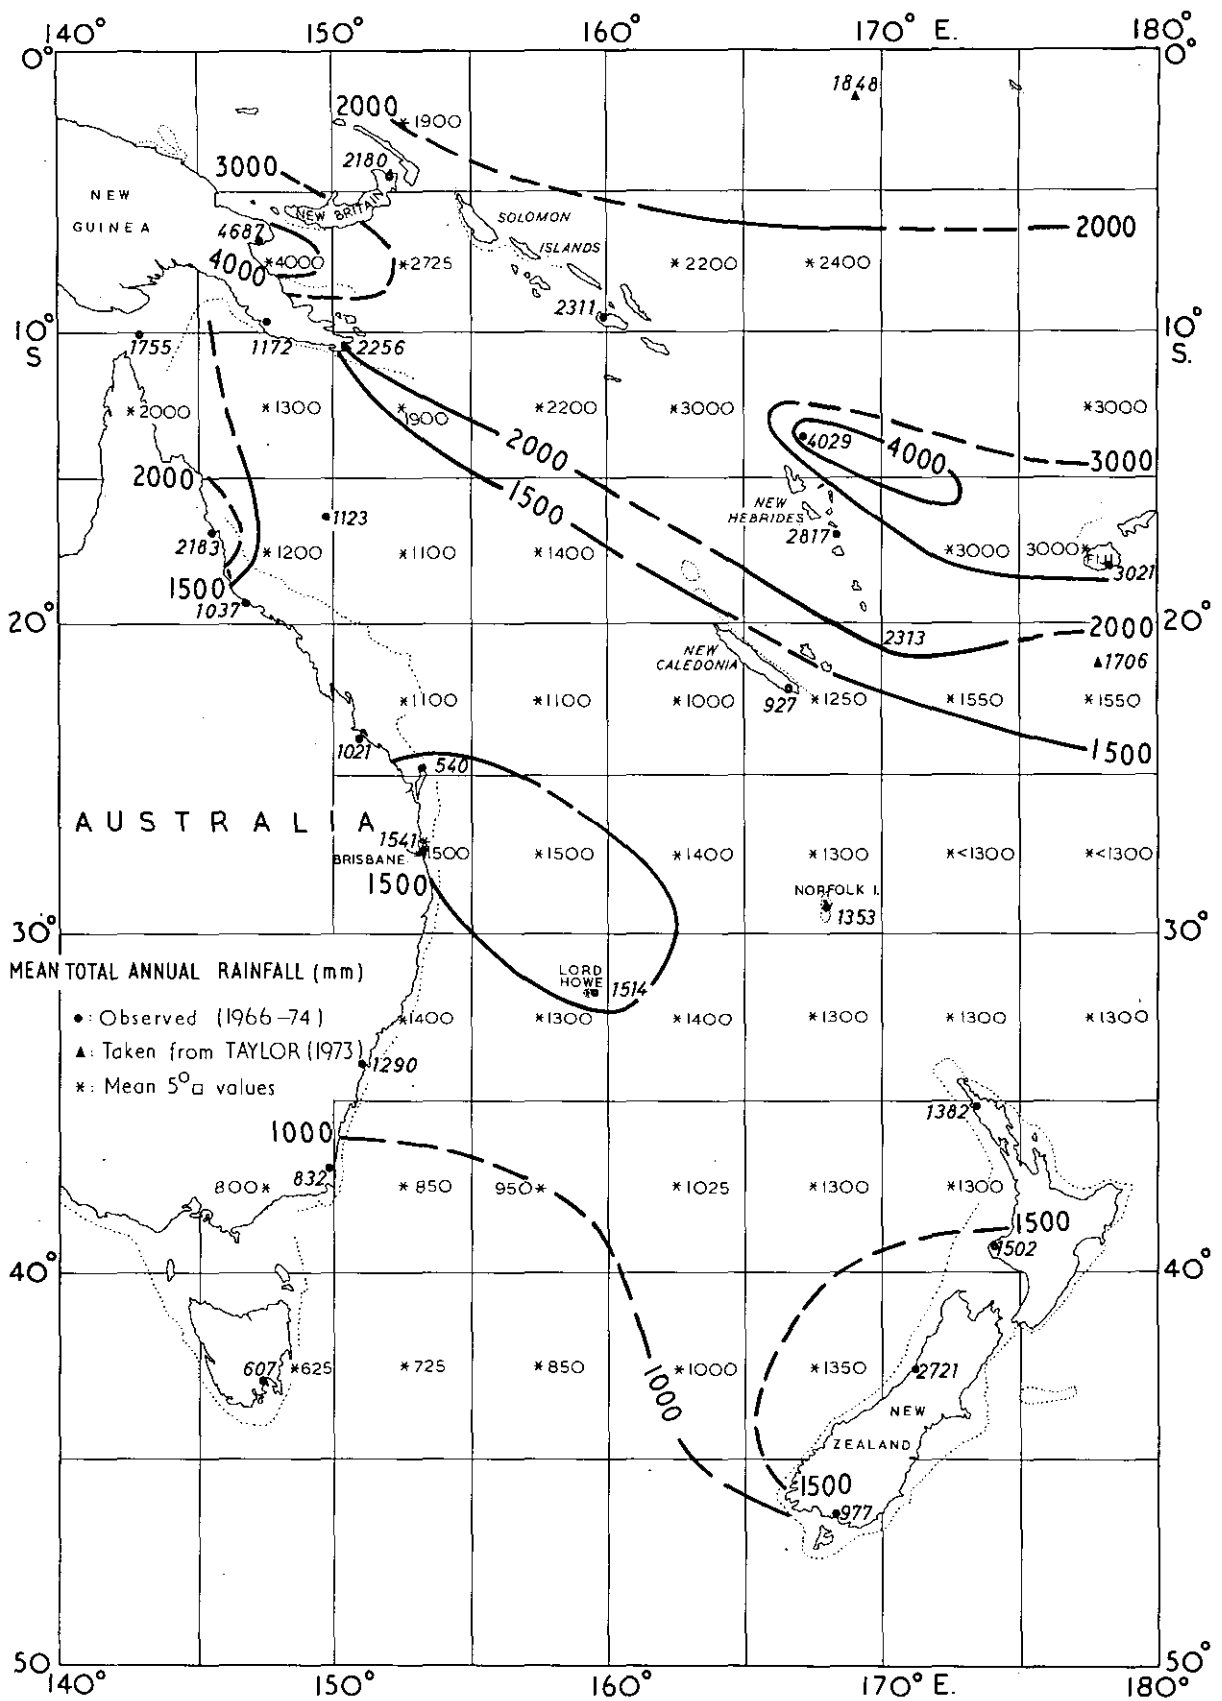 140° 150° 160° 170° E. 180°
0° 0°
1848
2000 *1900
2180
3000
NEW GUINEA
NEW BRITAIN
SOLOMON ISLANDS
2000
4687
*4000
4000
*2725
*2200 *2400
2311
10° S 10° S.
1755 1172 2256
*2000 *1300 *1900 *2200 *3000 *3000
4029
4000
3000
2000
2000
1500
NEW HEBRIDES
1123
2817
2183
*1200 *1100 *1400 *3000 3000* FIJI
3021
1500
1037
20° 2000 20°
2313
NEW CALEDONIA
1706
*1100 *1100 *1000 927 *1250 *1550 *1550
1021
1500
540
AUSTRALIA
1541
*1500 *1500 *1400 *1300 *<1300 *<1300
BRISBANE
1500
NORFOLK I.
1353
30° 30°
MEAN TOTAL ANNUAL RAINFALL (mm)
LORD HOWE
1514
●: Observed (1966–74)
*1400 *1300 *1400 *1300 *1300 *1300
▲: Taken from TAYLOR (1973)
1290
*: Mean 5°□ values
1382
1000
832
800* *850 950* *1025 *1300 *1300
1500
1502
40° 40°
607 *625 *725 *850 *1000 *1350 2721
1000
NEW ZEALAND
1500
977
50 50°
140° 150° 160° 170° E. 180°